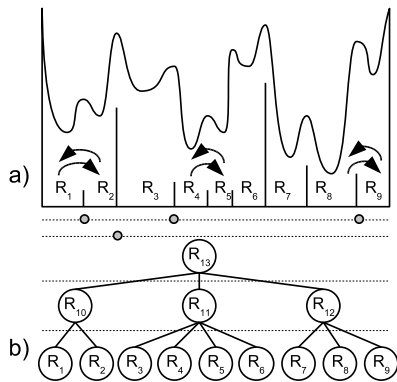 a) R1 R2 R3 R4 R5 R6 R7 R8 R9
R13
R10 R11 R12
b) R1 R2 R3 R4 R5 R6 R7 R8 R9